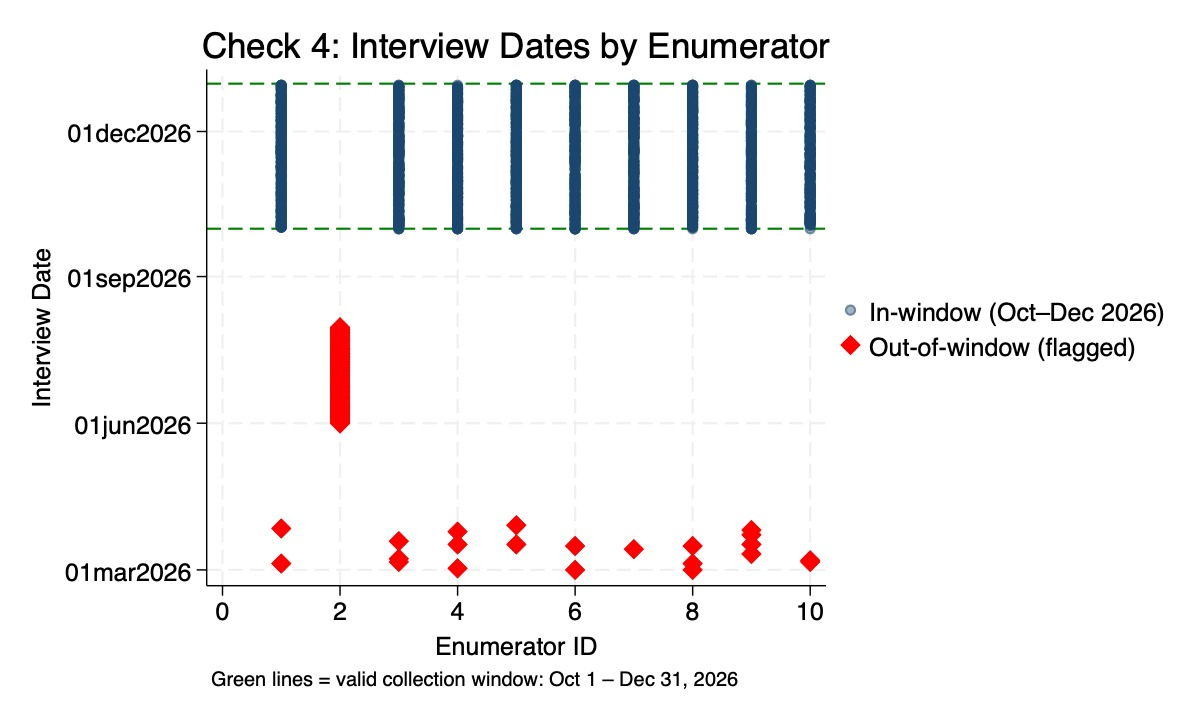 Check 4: Interview Dates by Enumerator
01dec2026
01sep2026
01jun2026
01mar2026
Interview Date
0 2 4 6 8 10
Enumerator ID
In-window (Oct–Dec 2026)
Out-of-window (flagged)
Green lines = valid collection window: Oct 1 – Dec 31, 2026